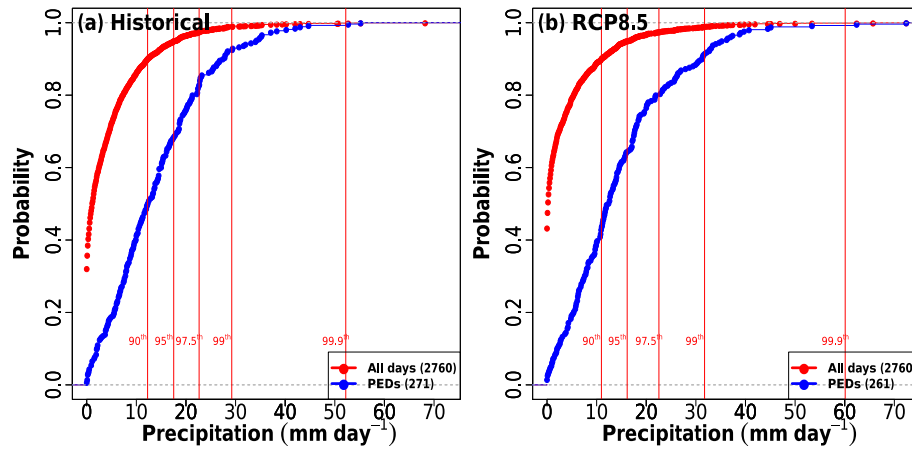 (a) Historical
Probability
0.0
0.2
0.4
0.6
0.8
1.0
90th
95th
97.5th
99th
99.9th
All days (2760)
PEDs (271)
0 10 20 30 40 50 60 70
Precipitation (mm day−1)
(b) RCP8.5
Probability
0.0
0.2
0.4
0.6
0.8
1.0
90th
95th
97.5th
99th
99.9th
All days (2760
PEDs (261)
0 10 20 30 40 50 60 70
Precipitation (mm day−1)